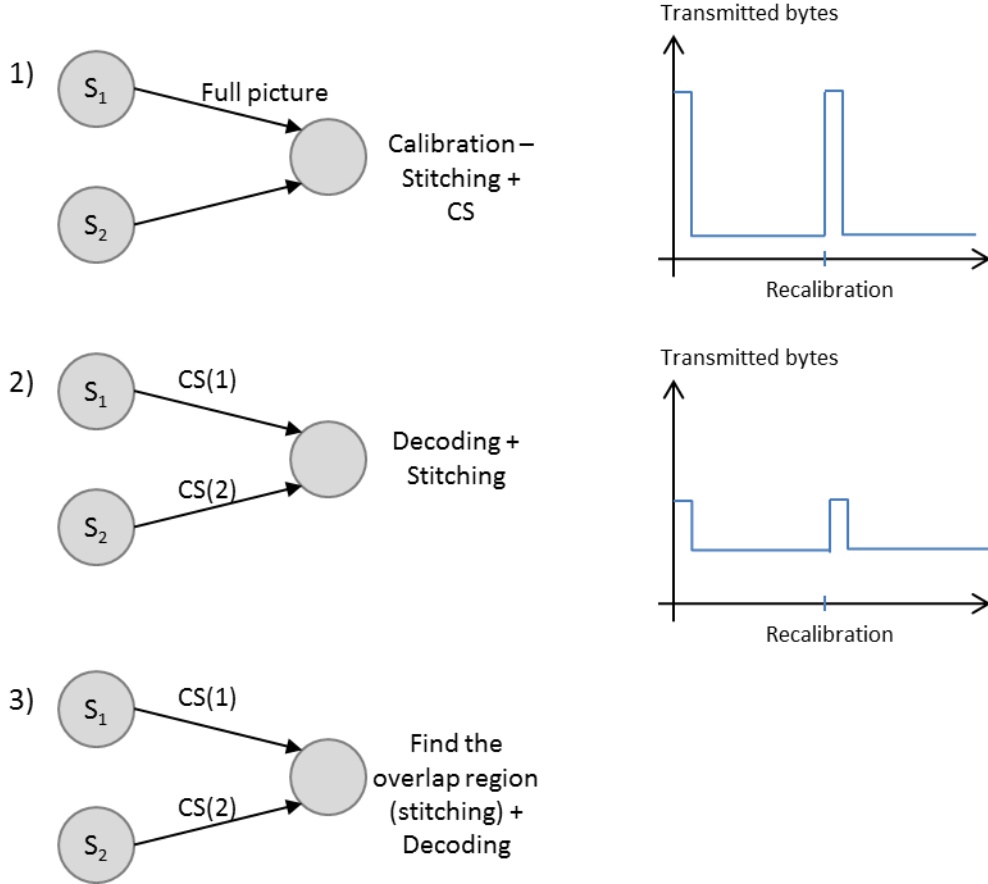 1)
S₁
Full picture
S₂
Calibration –
Stitching +
CS
Transmitted bytes
Recalibration
2)
S₁
CS(1)
CS(2)
S₂
Decoding +
Stitching
Transmitted bytes
Recalibration
3)
S₁
CS(1)
CS(2)
S₂
Find the
overlap region
(stitching) +
Decoding